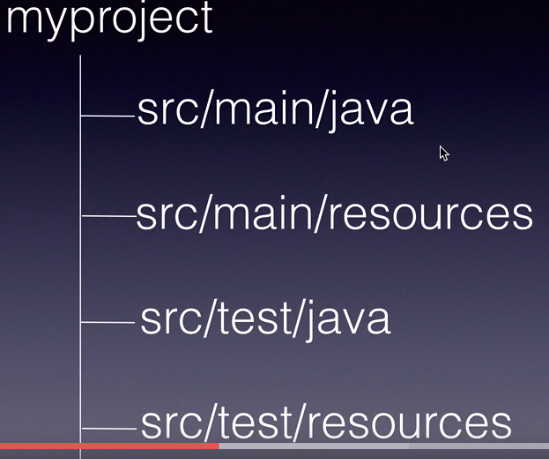 myproject
src/main/java
src/main/resources
src/test/java
src/test/resources